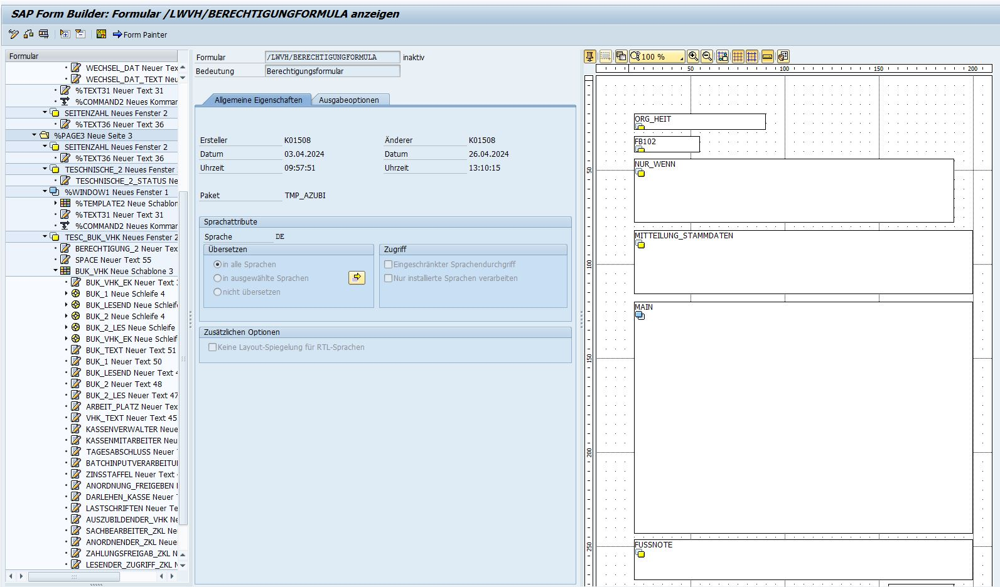 SAP Form Builder: Formular /LWVH/BERECHTIGUNGFORMULA anzeigen
Form Painter
Formular
WECHSEL_DAT Neuer Tex
WECHSEL_DAT_TEXT Neu
%TEXT31 Neuer Text 31
%COMMAND2 Neues Kommar
SEITENZAHL Neues Fenster 2
%TEXT36 Neuer Text 36
%PAGE3 Neue Seite 3
SEITENZAHL Neues Fenster 2
%TEXT36 Neuer Text 36
TESCHNISCHE_2 Neues Fenster
TESCHNISCHE_2_STATUS Ne
%WINDOW1 Neues Fenster 1
%TEMPLATE2 Neue Schablon
%TEXT31 Neuer Text 31
%COMMAND2 Neues Kommar
TESC_BUK_VHK Neues Fenster 2
BERECHTIGUNG_2 Neuer Tex
SPACE Neuer Text 55
BUK_VHK Neue Schablone 3
BUK_VHK_EK Neuer Text
BUK_1 Neue Schleife 4
BUK_LESEND Neue Schleif
BUK_2 Neue Schleife 4
BUK_2_LES Neue Schleife
BUK_VHK_EK Neue Schleif
BUK_TEXT Neuer Text 51
BUK_1 Neuer Text 50
BUK_LESEND Neuer Text 4
BUK_2 Neuer Text 48
BUK_2_LES Neuer Text 47
ARBEIT_PLATZ Neuer Tex
VHK_TEXT Neuer Text 45
KASSENVERWALTER Neue
KASSENMITARBEITER Neu
TAGESABSCHLUSS Neuer
BATCHINPUTVERARBEITU
ZINSSTAFFEL Neuer Text
ANORDNUNG_FREIGEBEN
DARLEHEN_KASSE Neuer
LASTSCHRIFTEN Neuer Te
AUSZUBILDENDER_VHK Ne
SACHBEARBEITER_ZKL Ne
ANORDNENDER_ZKL Neue
ZAHLUNGSFREIGAB_ZKL N
LESENDER_ZUGRIFF_ZKL N
Formular /LWVH/BERECHTIGUNGFORMULA inaktiv
Bedeutung Berechtigungsformular
Allgemeine Eigenschaften Ausgabeoptionen
Ersteller K01508 Änderer K01508
Datum 03.04.2024 Datum 26.04.2024
Uhrzeit 09:57:51 Uhrzeit 13:10:15
Paket TMP_AZUBI
Sprachattribute
Sprache DE
Übersetzen
in alle Sprachen
in ausgewählte Sprachen
nicht übersetzen
Zugriff
Eingeschränkter Sprachendurchgriff
Nur installierte Sprachen verarbeiten
Zusätzlichen Optionen
Keine Layout-Spiegelung für RTL-Sprachen
100 %
50 100 150 200
ORG_HEIT
FB102
NUR_WENN
50
MITTEILUNG_STAMMDATEN
100
MAIN
150
200
FUSSNOTE
250